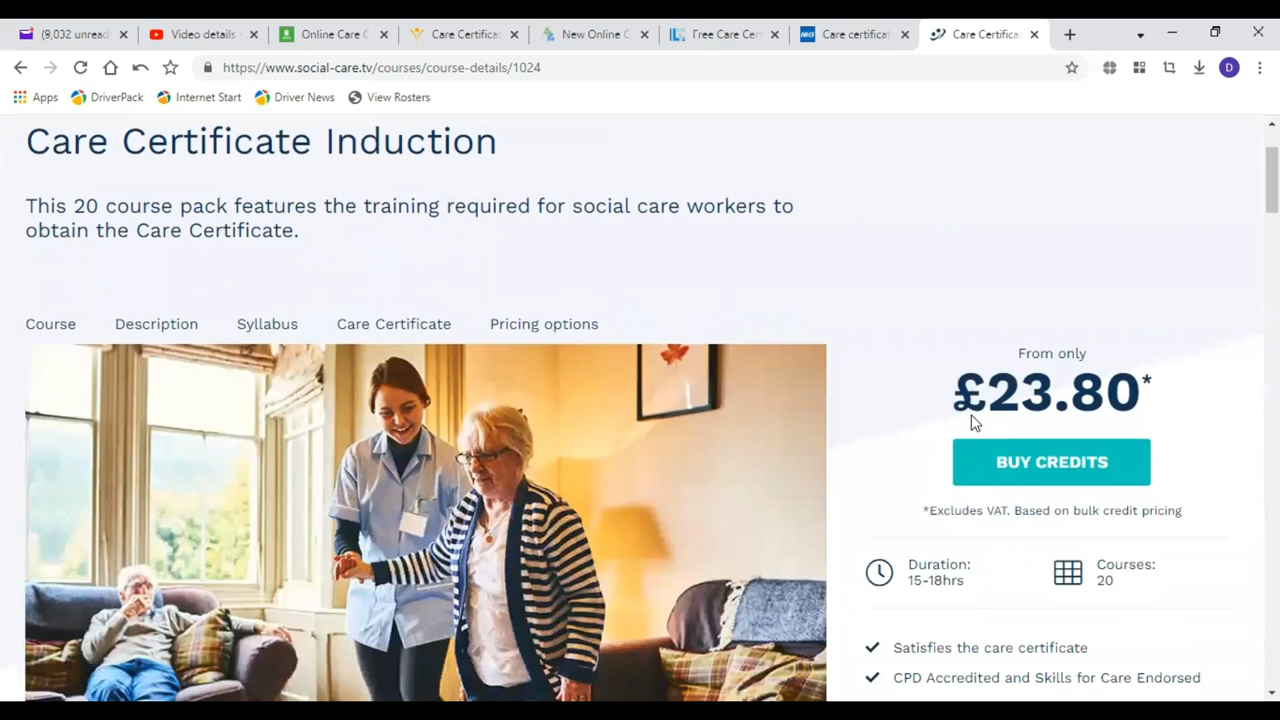 (9,032 unread
Video details
Online Care C
Care Certificat
New Online C
Free Care Cer
NHS
Care certificat
Care Certifica
https://www.social-care.tv/courses/course-details/1024
D
Apps
DriverPack
Internet Start
Driver News
View Rosters
Care Certificate Induction
This 20 course pack features the training required for social care workers to
obtain the Care Certificate.
Course
Description
Syllabus
Care Certificate
Pricing options
From only
£23.80*
BUY CREDITS
*Excludes VAT. Based on bulk credit pricing
Duration:
15-18hrs
Courses:
20
Satisfies the care certificate
CPD Accredited and Skills for Care Endorsed